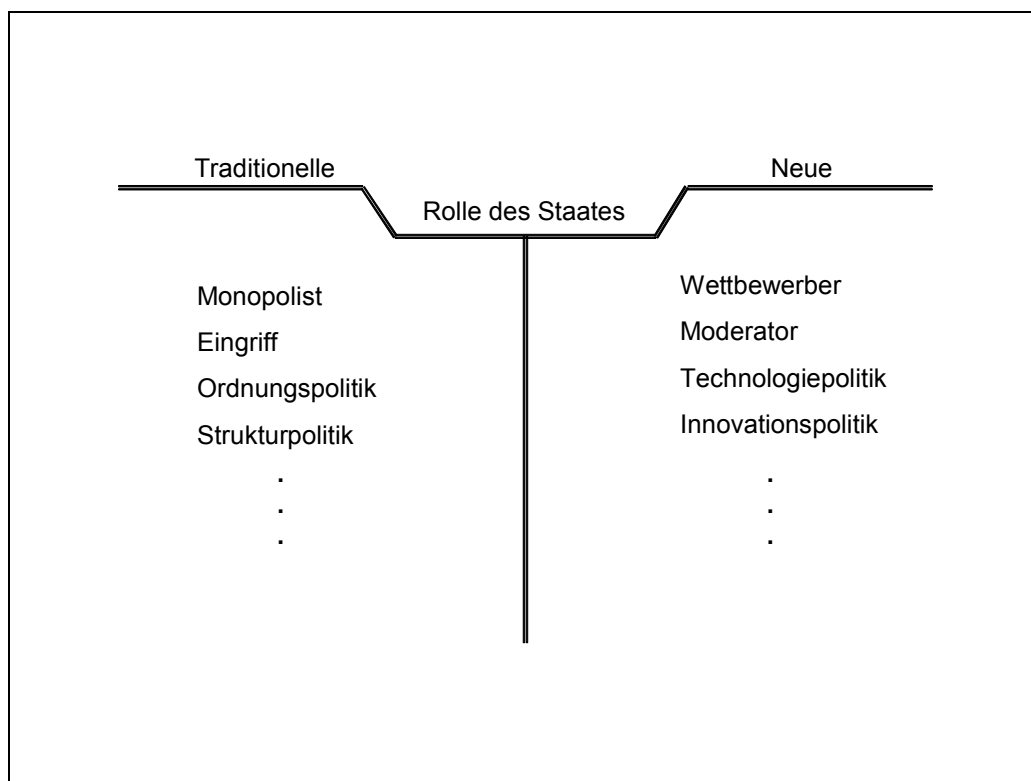 Traditionelle
Neue
Rolle des Staates
Monopolist
Eingriff
Ordnungspolitik
Strukturpolitik
.
.
.
Wettbewerber
Moderator
Technologiepolitik
Innovationspolitik
.
.
.